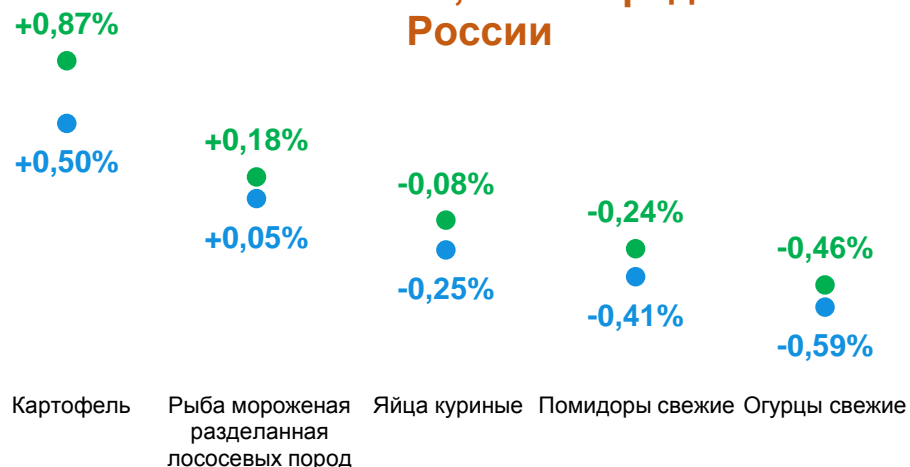 России
+0,87%
+0,50%
+0,18%
+0,05%
-0,08%
-0,25%
-0,24%
-0,41%
-0,46%
-0,59%
Картофель
Рыба мороженая
разделанная
лососевых пород
Яйца куриные
Помидоры свежие
Огурцы свежие